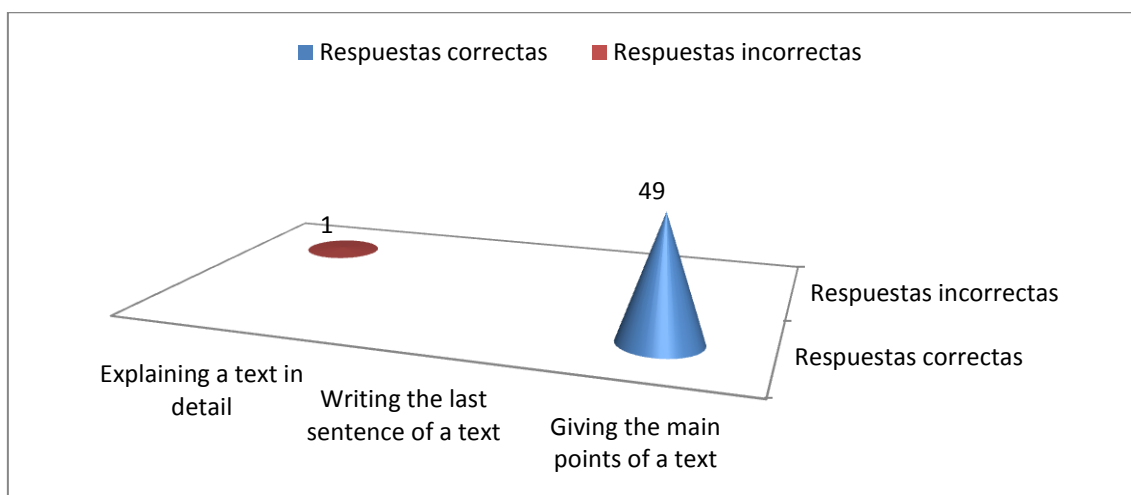 Respuestas correctas Respuestas incorrectas
49
1
Respuestas incorrectas
Respuestas correctas
Explaining a text in
detail
Writing the last
sentence of a text
Giving the main
points of a text